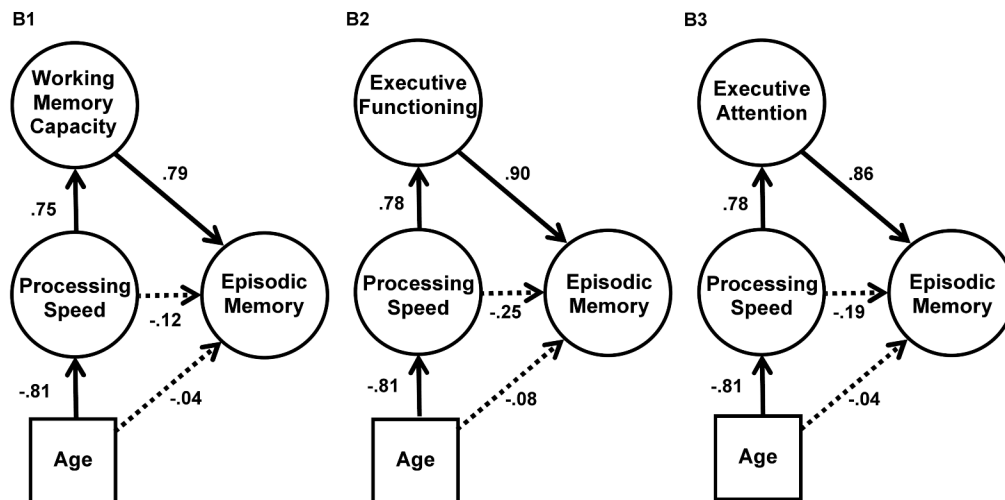 B1
Working
Memory
Capacity
.79
.75
Processing
Speed
Episodic
Memory
-.12
-.81
-.04
Age
B2
Executive
Functioning
.90
.78
Processing
Speed
Episodic
Memory
-.25
-.81
-.08
Age
B3
Executive
Attention
.86
.78
Processing
Speed
Episodic
Memory
-.19
-.81
-.04
Age